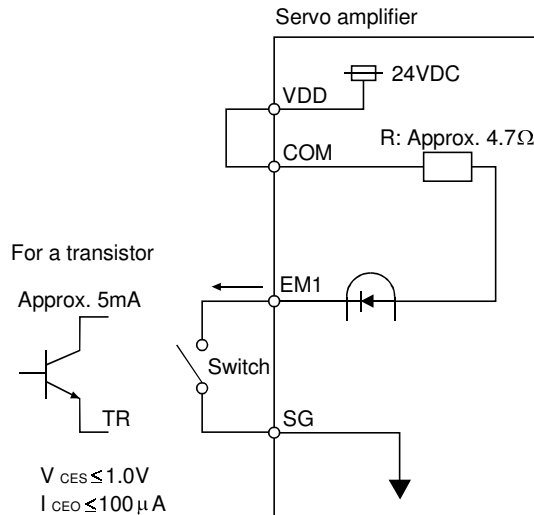 Servo amplifier
24VDC
VDD
R: Approx. 4.7Ω
COM
For a transistor
EM1
Approx. 5mA
Switch
TR
SG
V CES ≤ 1.0V
I CEO ≤ 100 μ A